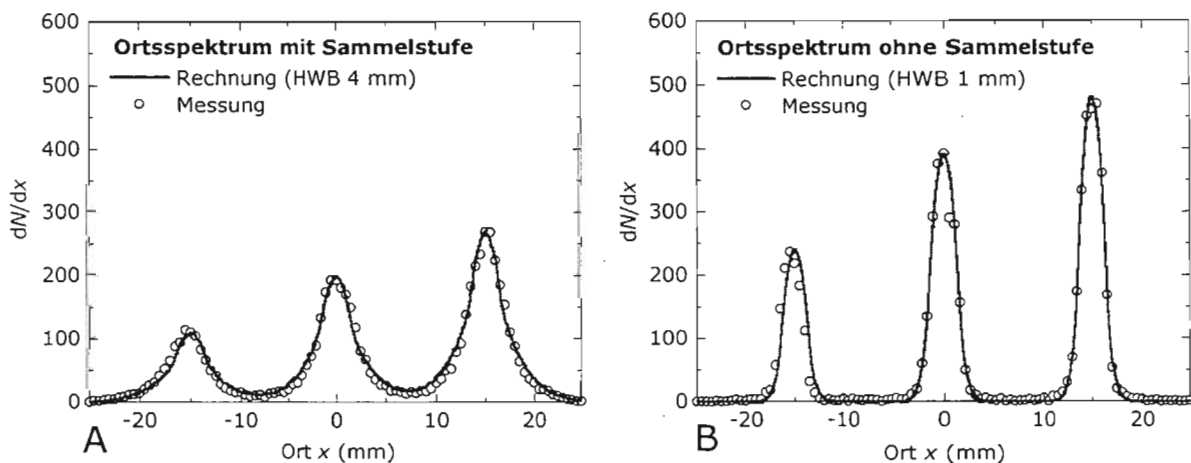 600
500
400
300
200
100
0
dN/dx
Ortsspektrum mit Sammelstufe
Rechnung (HWB 4 mm)
Messung
-20
-10
0
10
20
Ort x (mm)
A
600
500
400
300
200
100
0
dN/dx
Ortsspektrum ohne Sammelstufe
Rechnung (HWB 1 mm)
Messung
-20
-10
0
10
20
Ort x (mm)
B